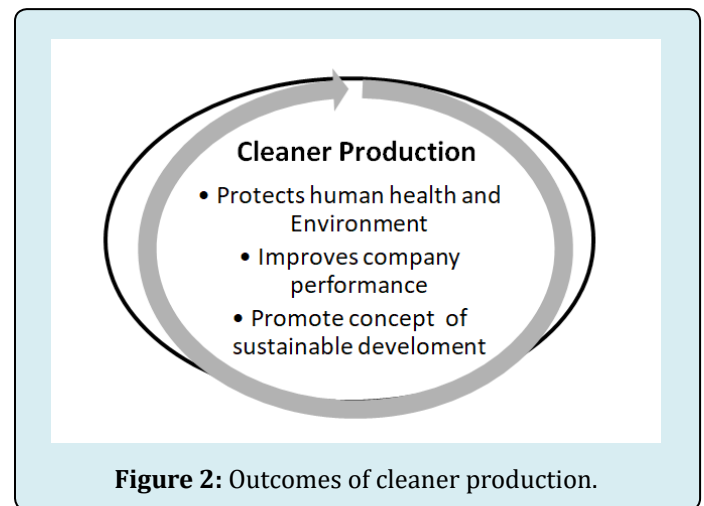 Cleaner Production
• Protects human health and
Environment
• Improves company
performance
• Promote concept of
sustainable develoment
Figure 2: Outcomes of cleaner production.